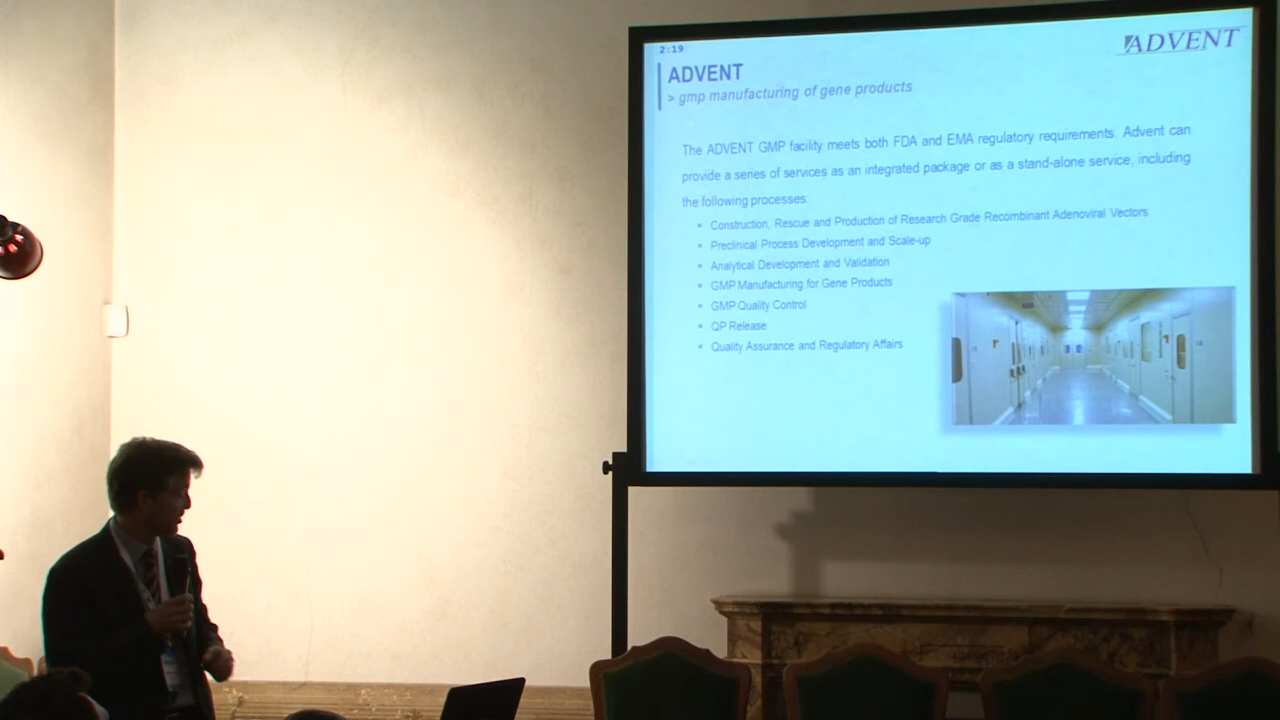 2:19
ADVENT
ADVENT
> gmp manufacturing of gene products
The ADVENT GMP facility meets both FDA and EMA regulatory requirements. Advent can
provide a series of services as an integrated package or as a stand-alone service, including
the following processes:
Construction, Rescue and Production of Research Grade Recombinant Adenoviral Vectors
Preclinical Process Development and Scale-up
Analytical Development and Validation
GMP Manufacturing for Gene Products
GMP Quality Control
QP Release
Quality Assurance and Regulatory Affairs